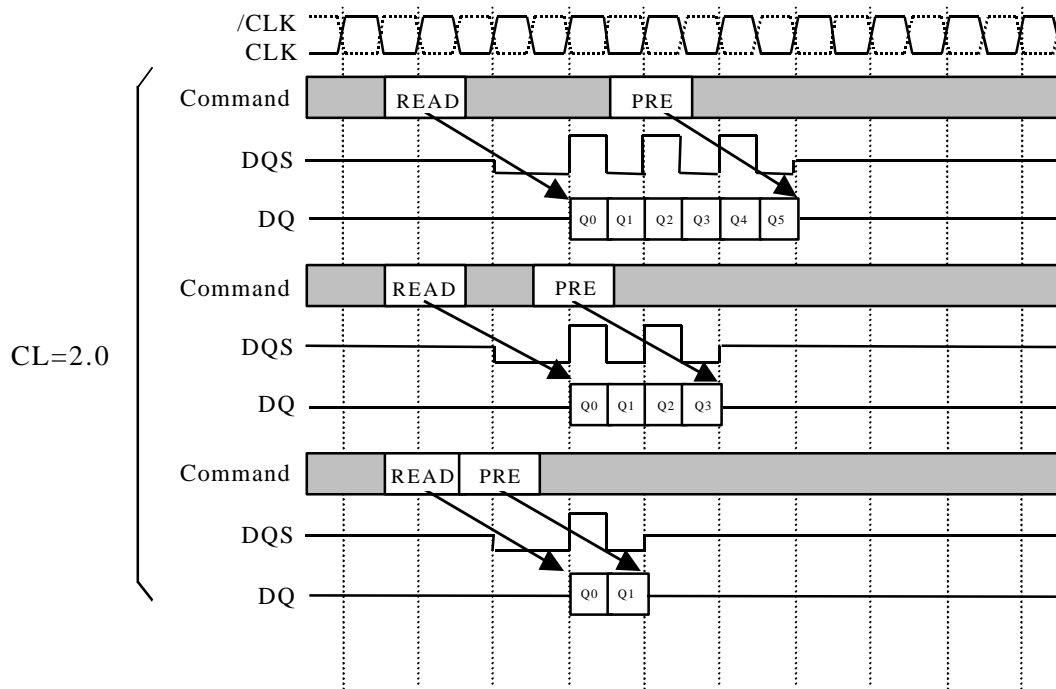 /CLK
CLK
Command READ PRE
DQS
DQ Q0 Q1 Q2 Q3 Q4 Q5
Command READ PRE
CL=2.0
DQS
DQ Q0 Q1 Q2 Q3
Command READ PRE
DQS
DQ Q0 Q1